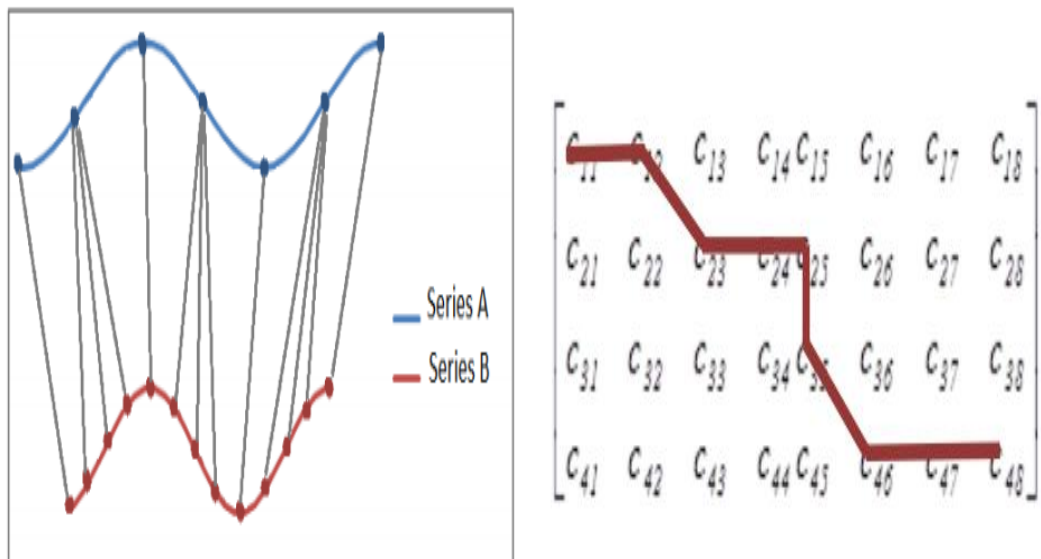 Series A
Series B
C11 C12 C13 C14 C15 C16 C17 C18
C21 C22 C23 C24 C25 C26 C27 C28
C31 C32 C33 C34 C35 C36 C37 C38
C41 C42 C43 C44 C45 C46 C47 C48